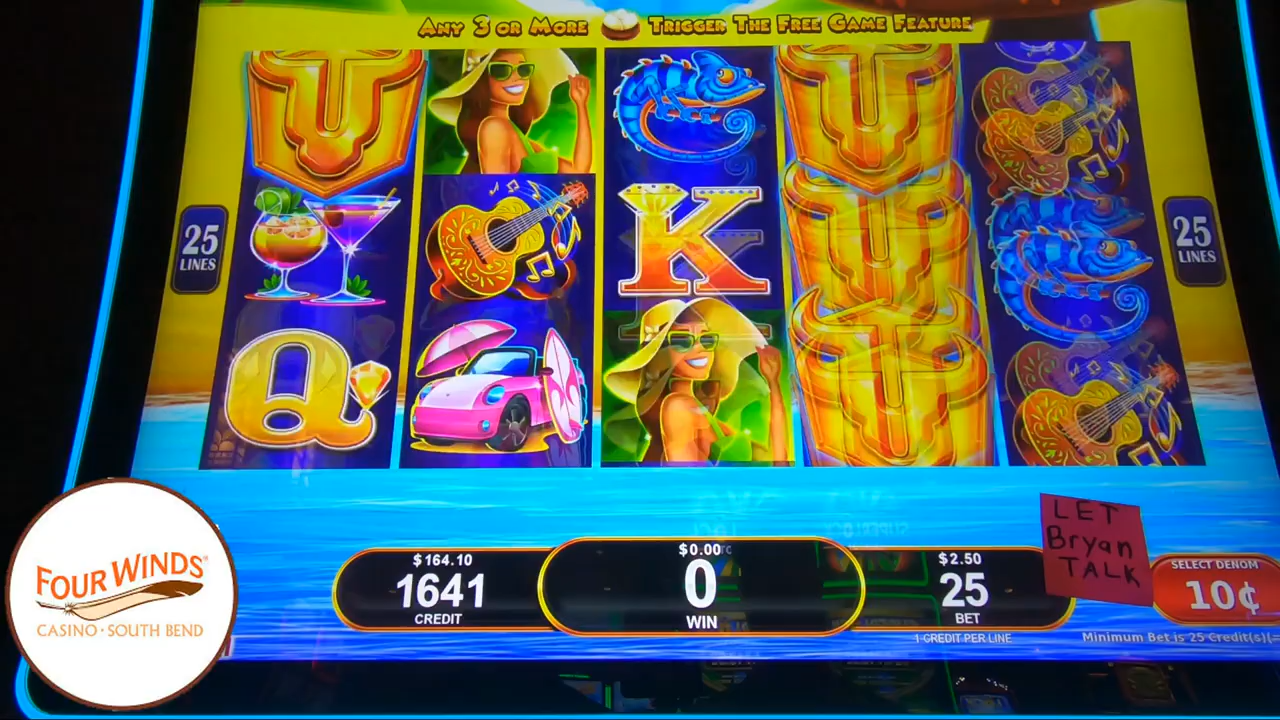 ANY 3 OR MORE TRIGGER THE FREE GAME FEATURE
K
Q
25
LINES
25
LINES
$164.10
1641
CREDIT
$0.00
0
WIN
$2.50
25
BET
1 CREDIT PER LINE
LET
Bryan
TALK
SELECT DENOM
10¢
Minimum Bet is 25 Credit(s)
FOUR WINDS®
CASINO · SOUTH BEND